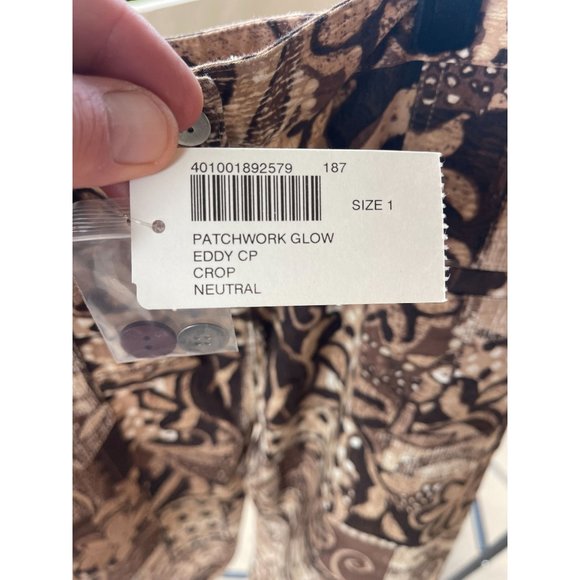 401001892579 187
SIZE 1
PATCHWORK GLOW
EDDY CP
CROP
NEUTRAL